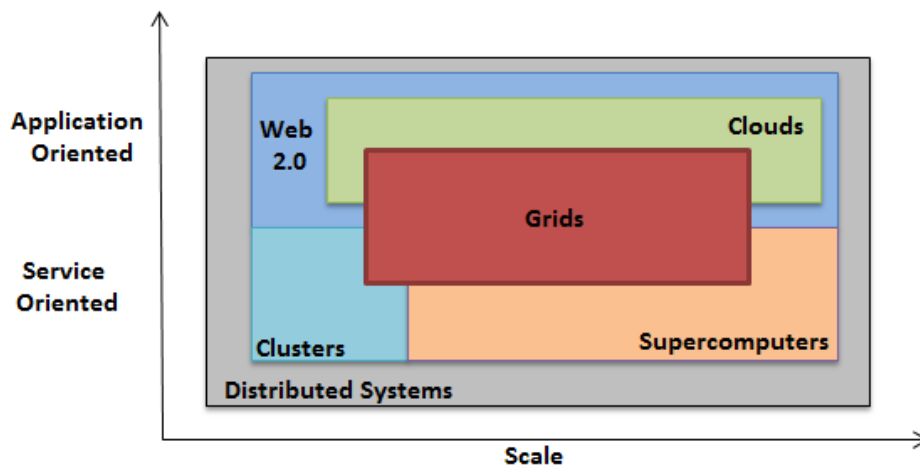 Application
Oriented
Web
2.0
Clouds
Grids
Service
Oriented
Clusters
Supercomputers
Distributed Systems
Scale